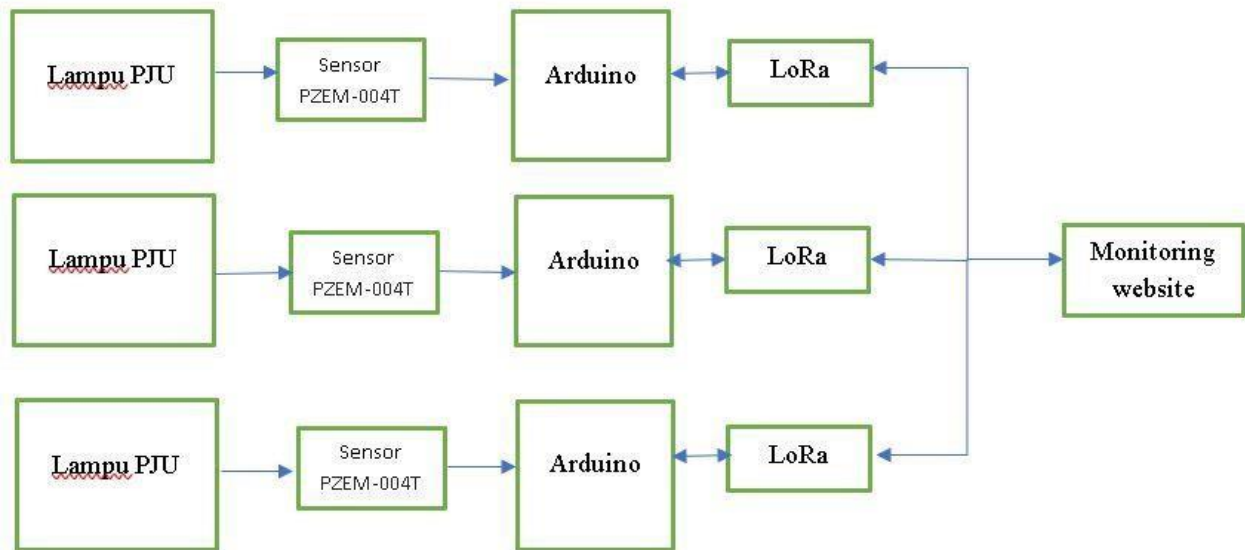 Lampu PJU
Sensor
PZEM-004T
Arduino
LoRa
Lampu PJU
Sensor
PZEM-004T
Arduino
LoRa
Monitoring
website
Lampu PJU
Sensor
PZEM-004T
Arduino
LoRa